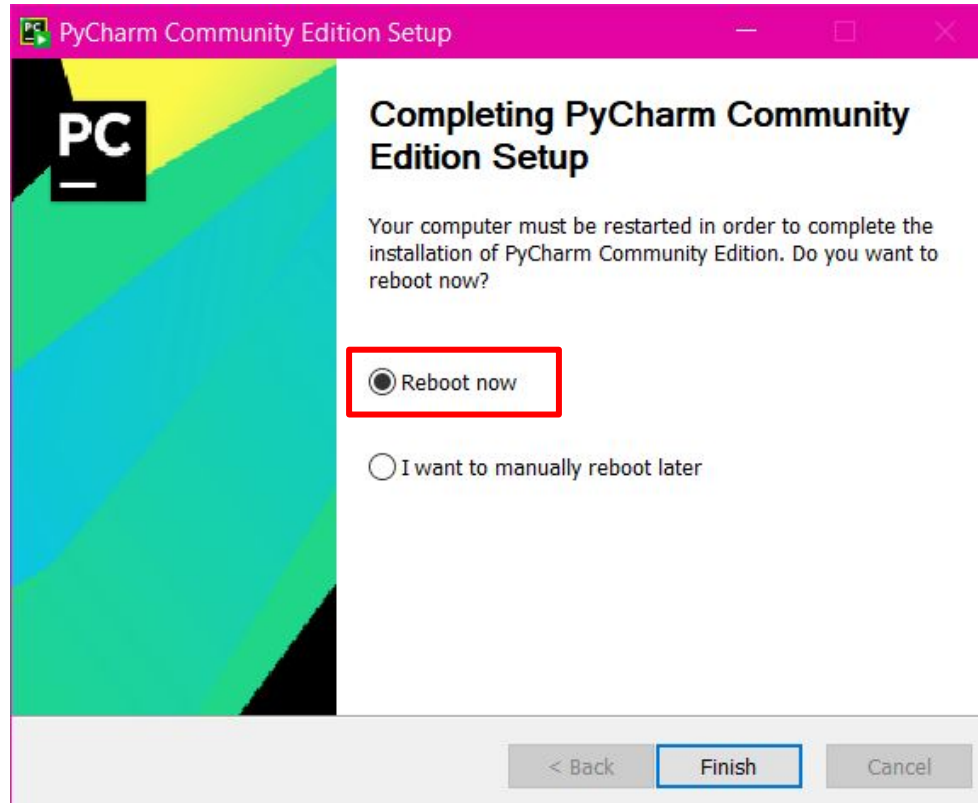 PyCharm Community Edition Setup
PC
Completing PyCharm Community
Edition Setup
Your computer must be restarted in order to complete the
installation of PyCharm Community Edition. Do you want to
reboot now?
Reboot now
I want to manually reboot later
< Back Finish Cancel